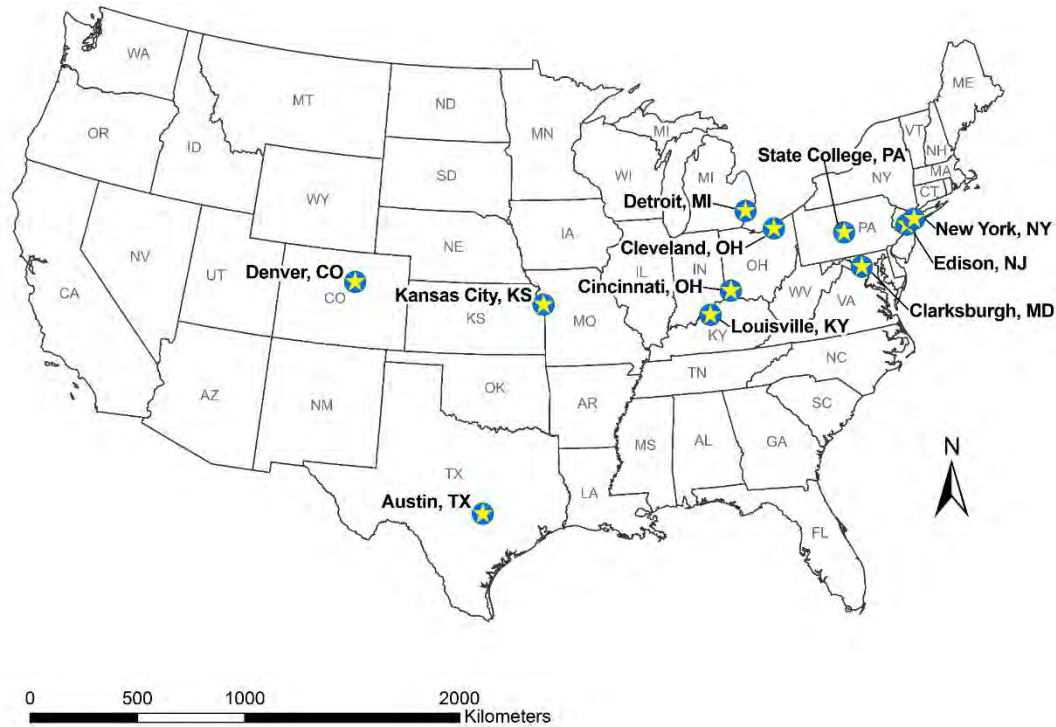 WA
MT
ND
MN
MI
ME
VT
NH
OR
ID
State College, PA
NY
MA
CT
SD
WI
MI
WY
Detroit, MI
New York, NY
PA
Cleveland, OH
Edison, NJ
IA
NE
NV
UT
Denver, CO
CO
IL
IN
OH
Cincinnati, OH
CA
Kansas City, KS
WV
VA
Clarksburgh, MD
KS
MO
Louisville, KY
KY
NC
TN
OK
AZ
NM
AR
SC
MS
AL
GA
N
TX
LA
Austin, TX
FL
0 500 1000 2000
Kilometers